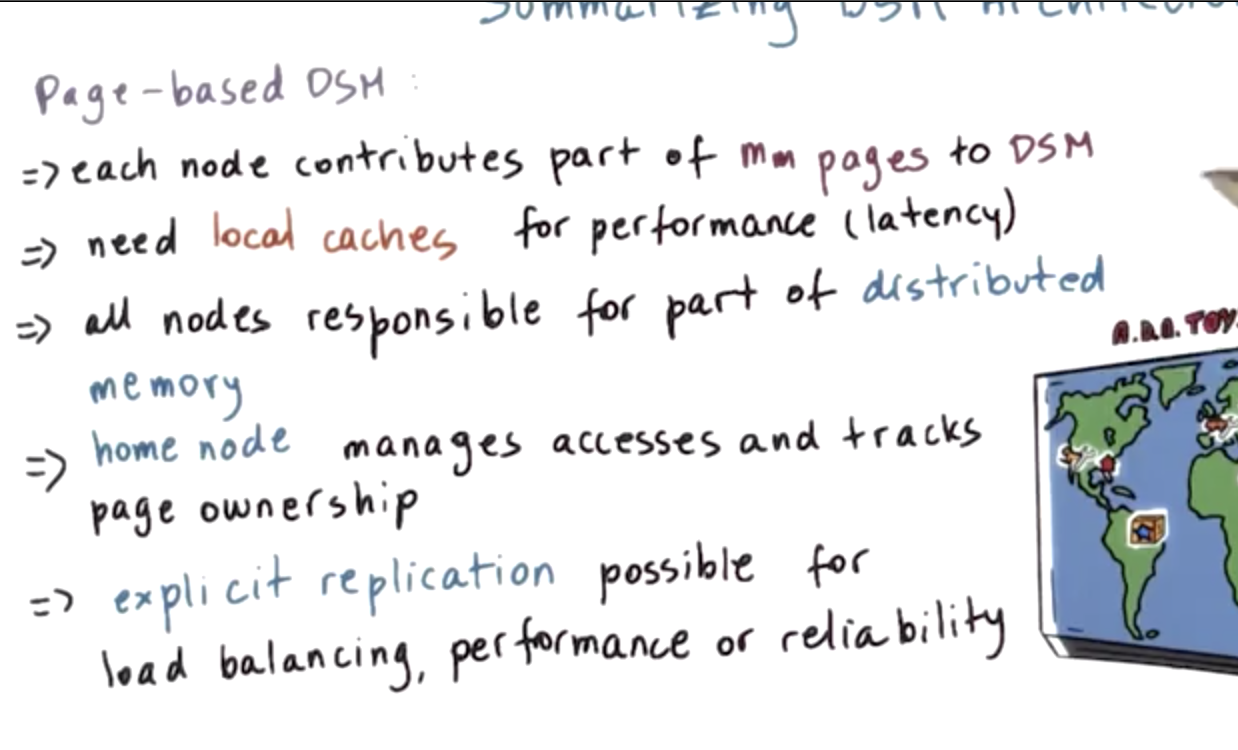 Summarizing DSM Architectur
Page-based DSM :
=> each node contributes part of mm pages to DSM
=> need local caches for performance (latency)
=> all nodes responsible for part of distributed
memory
=> home node manages accesses and tracks
page ownership
=> explicit replication possible for
load balancing, performance or reliability
A.D.A. TOY